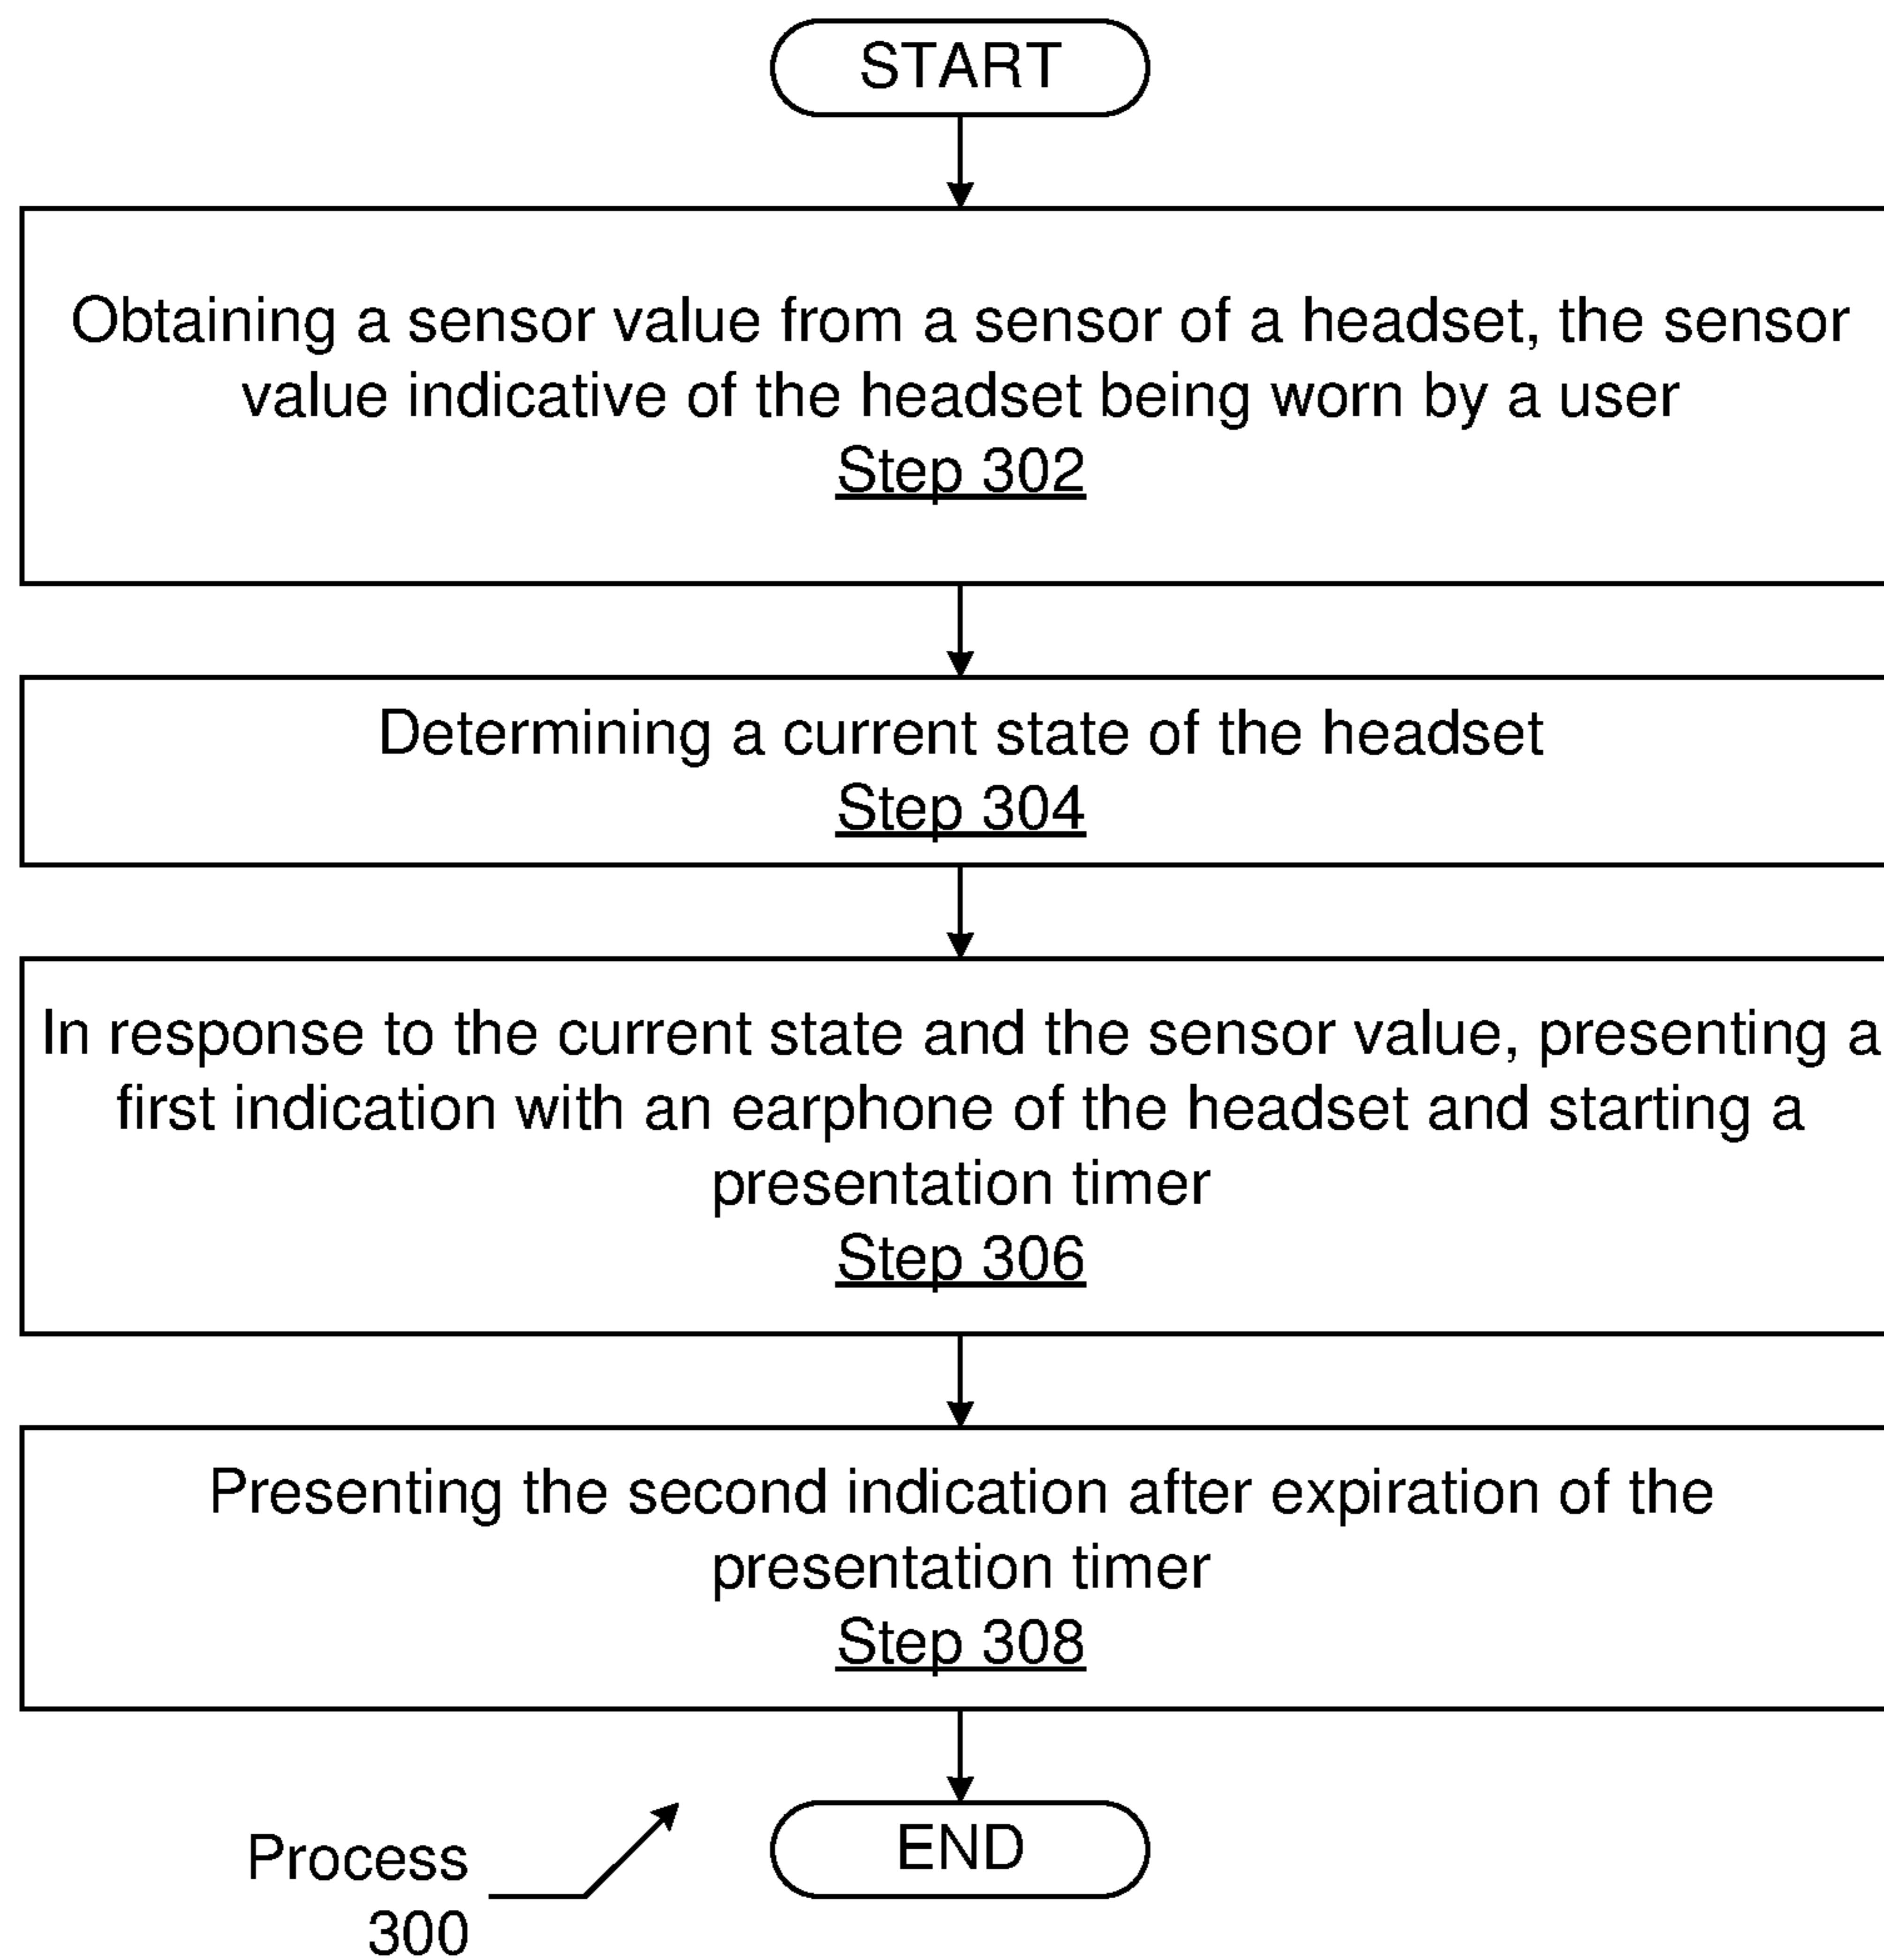 START
Obtaining a sensor value from a sensor of a headset, the sensor
value indicative of the headset being worn by a user
Step 302
Determining a current state of the headset
Step 304
In response to the current state and the sensor value, presenting a
first indication with an earphone of the headset and starting a
presentation timer
Step 306
Presenting the second indication after expiration of the
presentation timer
Step 308
END
Process
300